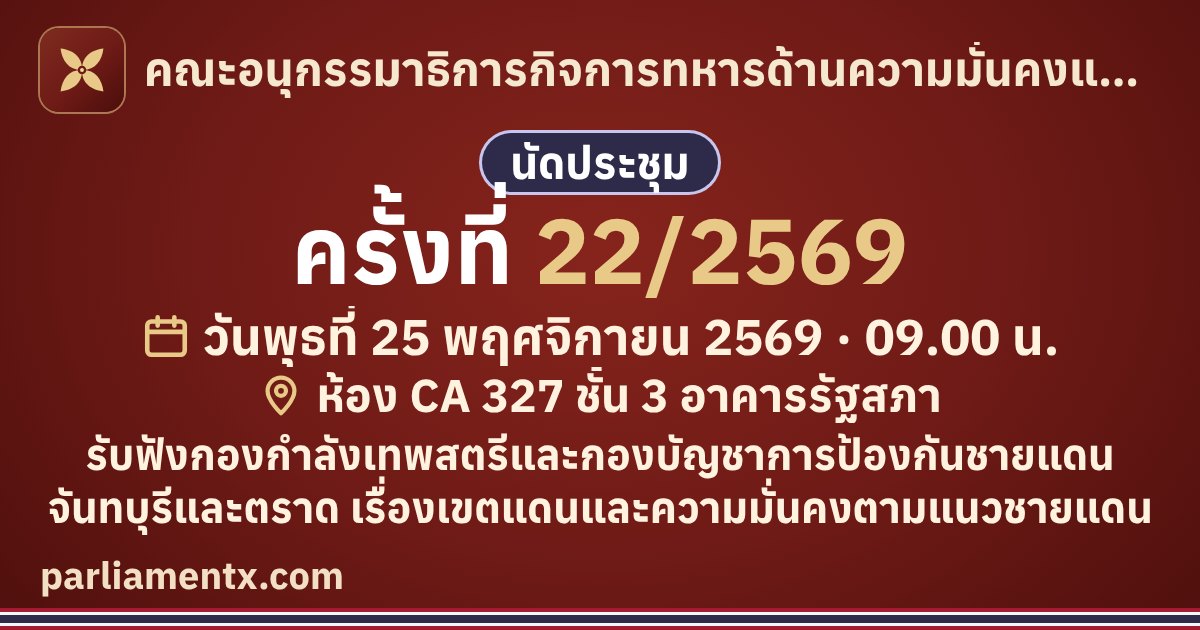 คณะอนุกรรมาธิการกิจการทหารด้านความมั่นคงแ...
นัดประชุม
ครั้งที่ 22/2569
วันพุธที่ 25 พฤศจิกายน 2569 · 09.00 น.
ห้อง CA 327 ชั้น 3 อาคารรัฐสภา
รับฟังกองกำลังเทพสตรีและกองบัญชาการป้องกันชายแดน
จันทบุรีและตราด เรื่องเขตแดนและความมั่นคงตามแนวชายแดน
parliamentx.com